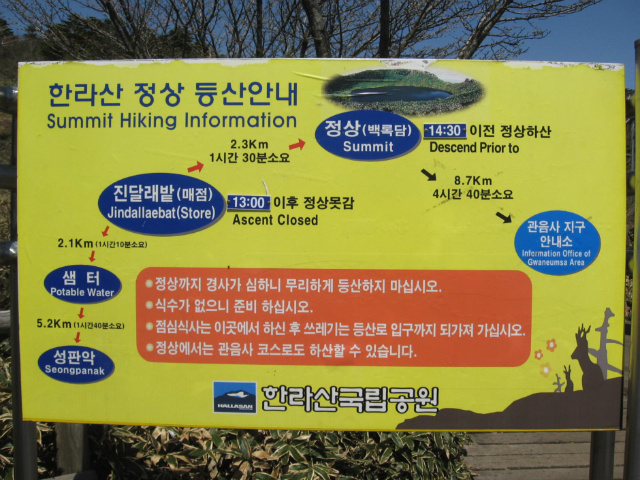 한라산 정상 등산안내
Summit Hiking Information
정상(백록담)
Summit
14:30 이전 정상하산
Descend Prior to
2.3Km
1시간 30분소요
8.7Km
4시간 40분소요
진달래밭(매점)
Jindallaebat(Store)
13:00 이후 정상못감
Ascent Closed
관음사 지구
안내소
Information Office of
Gwaneumsa Area
2.1Km (1시간10분소요)
샘 터
Potable Water
5.2Km (1시간40분소요)
성판악
Seongpanak
• 정상까지 경사가 심하니 무리하게 등산하지 마십시오.
• 식수가 없으니 준비 하십시오.
• 점심식사는 이곳에서 하신 후 쓰레기는 등산로 입구까지 되가져 가십시오.
• 정상에서는 관음사 코스로도 하산할 수 있습니다.
HALLASAN
한라산국립공원